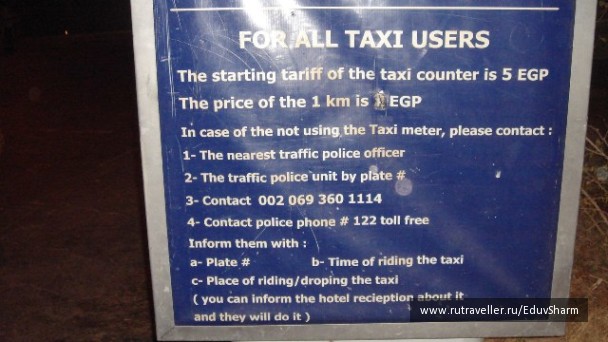 FOR ALL TAXI USERS
The starting tariff of the taxi counter is 5 EGP
The price of the 1 km is EGP
In case of the not using the Taxi meter, please contact :
1- The nearest traffic police officer
2- The traffic police unit by plate #
3- Contact 002 069 360 1114
4- Contact police phone # 122 toll free
Inform them with :
a- Plate # b- Time of riding the taxi
c- Place of riding/droping the taxi
( you can inform the hotel recieption about it
and they will do it )
www.rutraveller.ru/EduvSharm